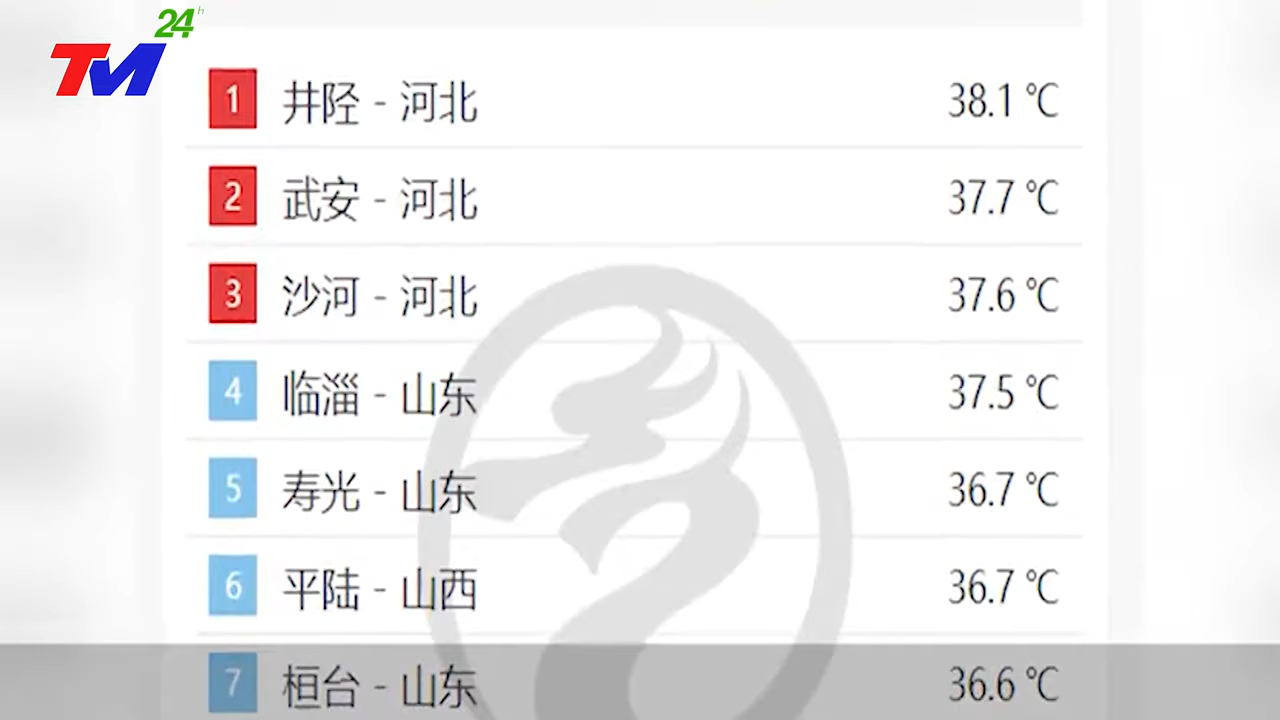 TM 24h
1 井陉 - 河北 38.1 ℃
2 武安 - 河北 37.7 ℃
3 沙河 - 河北 37.6 ℃
4 临淄 - 山东 37.5 ℃
5 寿光 - 山东 36.7 ℃
6 平陆 - 山西 36.7 ℃
7 桓台 - 山东 36.6 ℃